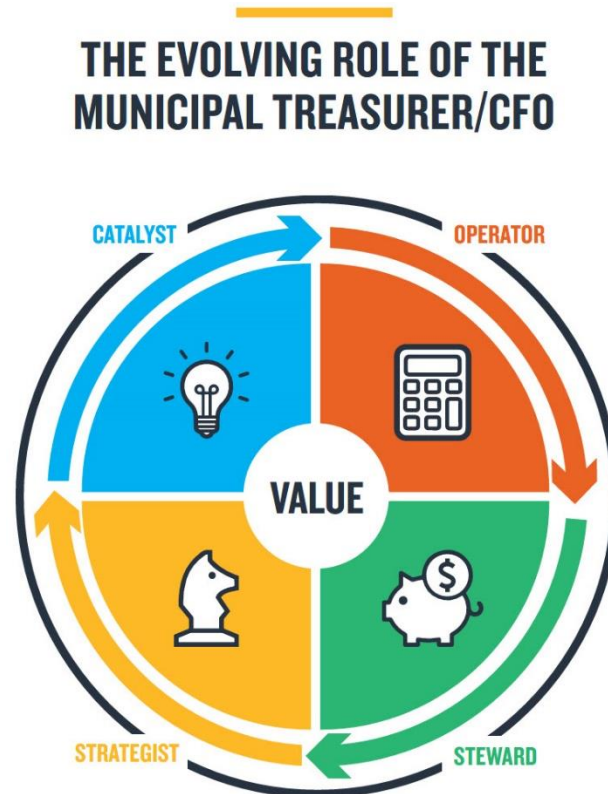 THE EVOLVING ROLE OF THE
MUNICIPAL TREASURER/CFO
CATALYST
OPERATOR
VALUE
$
STRATEGIST
STEWARD